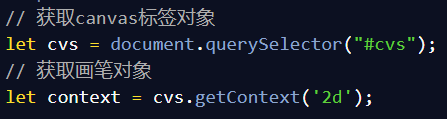 // 获取canvas标签对象
let cvs = document.querySelector("#cvs");
// 获取画笔对象
let context = cvs.getContext('2d');